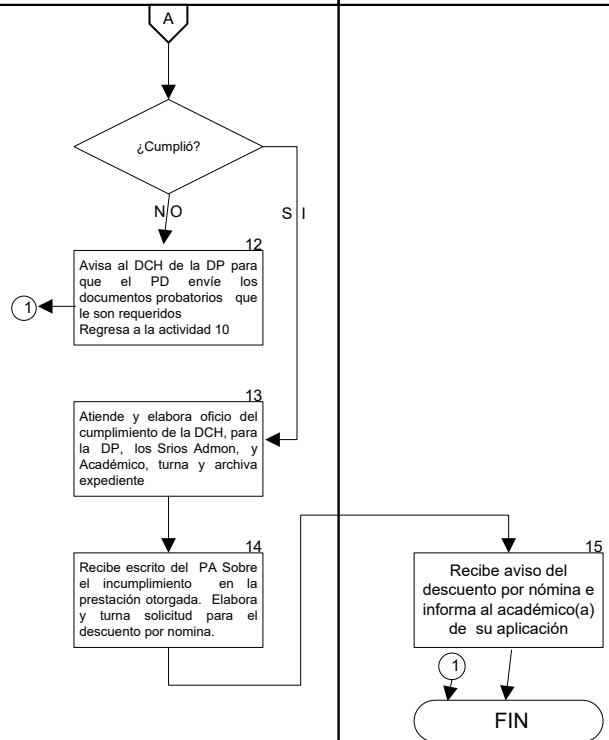 A
¿Cumplió?
NO
SI
12
Avisa al DCH de la DP para
que el PD envíe los
documentos probatorios que
le son requeridos
Regresa a la actividad 10
1
13
Atiende y elabora oficio del
cumplimiento de la DCH, para
la DP, los Srios Admon, y
Académico, turna y archiva
expediente
14
Recibe escrito del PA Sobre
el incumplimiento en la
prestación otorgada. Elabora
y turna solicitud para el
descuento por nomina.
15
Recibe aviso del
descuento por nómina e
informa al académico(a)
de su aplicación
1
FIN